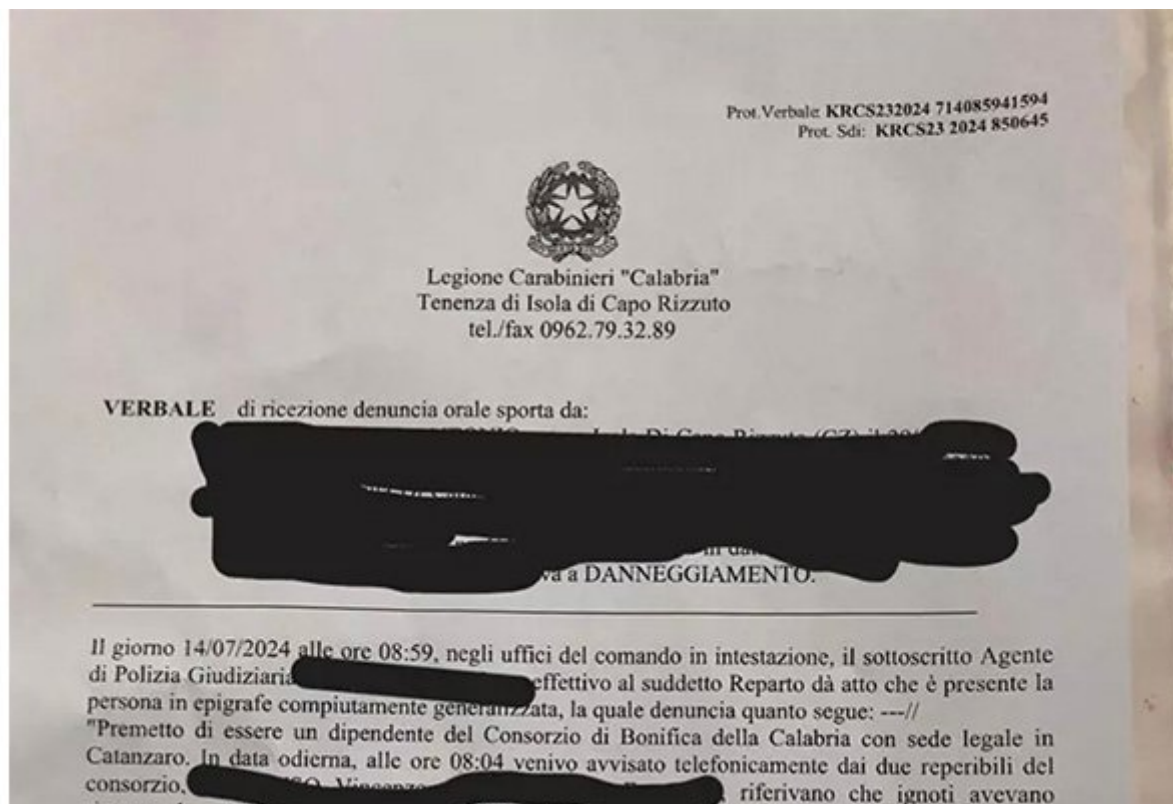 Prot.Verbale: KRCS232024 714085941594
Prot. Sdi: KRCS23 2024 850645
Legione Carabinieri "Calabria"
Tenenza di Isola di Capo Rizzuto
tel./fax 0962.79.32.89
VERBALE di ricezione denuncia orale sporta da:
a DANNEGGIAMENTO.
Il giorno 14/07/2024 alle ore 08:59, negli uffici del comando in intestazione, il sottoscritto Agente
di Polizia Giudiziaria effettivo al suddetto Reparto dà atto che è presente la
persona in epigrafe compiutamente generalizzata, la quale denuncia quanto segue: ---//
"Premetto di essere un dipendente del Consorzio di Bonifica della Calabria con sede legale in
Catanzaro. In data odierna, alle ore 08:04 venivo avvisato telefonicamente dai due reperibili del
consorzio, riferivano che ignoti avevano